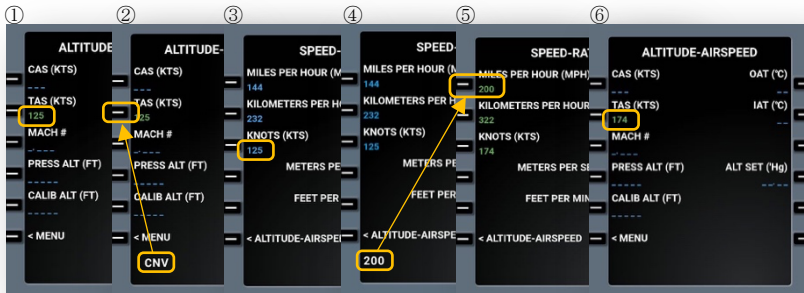 ①
ALTITUDE
CAS (KTS)
---
TAS (KTS)
125
MACH #
-.---
PRESS ALT (FT)
-----
CALIB ALT (FT)
-----
< MENU
②
ALTITUDE-
CAS (KTS)
---
TAS (KTS)
125
MACH #
-.---
PRESS ALT (FT)
-----
CALIB ALT (FT)
-----
< MENU
CNV
③
SPEED-
MILES PER HOUR (M
144
KILOMETERS PER H
232
KNOTS (KTS)
125
METERS PE
FEET PER
< ALTITUDE-AIRSPE
④
SPEED-
MILES PER HOUR (M
144
KILOMETERS PER H
232
KNOTS (KTS)
125
METERS PE
FEET PER
< ALTITUDE-AIRSPE
200
⑤
SPEED-RA
MILES PER HOUR (MPH)
200
KILOMETERS PER HOUR
322
KNOTS (KTS)
174
METERS PER SE
FEET PER MIN
< ALTITUDE-AIRSPEED
⑥
ALTITUDE-AIRSPEED
CAS (KTS) OAT (°C)
--- --
TAS (KTS) IAT (°C)
174 --
MACH #
-.---
PRESS ALT (FT) ALT SET ("Hg)
----- --.--
CALIB ALT (FT)
-----
< MENU